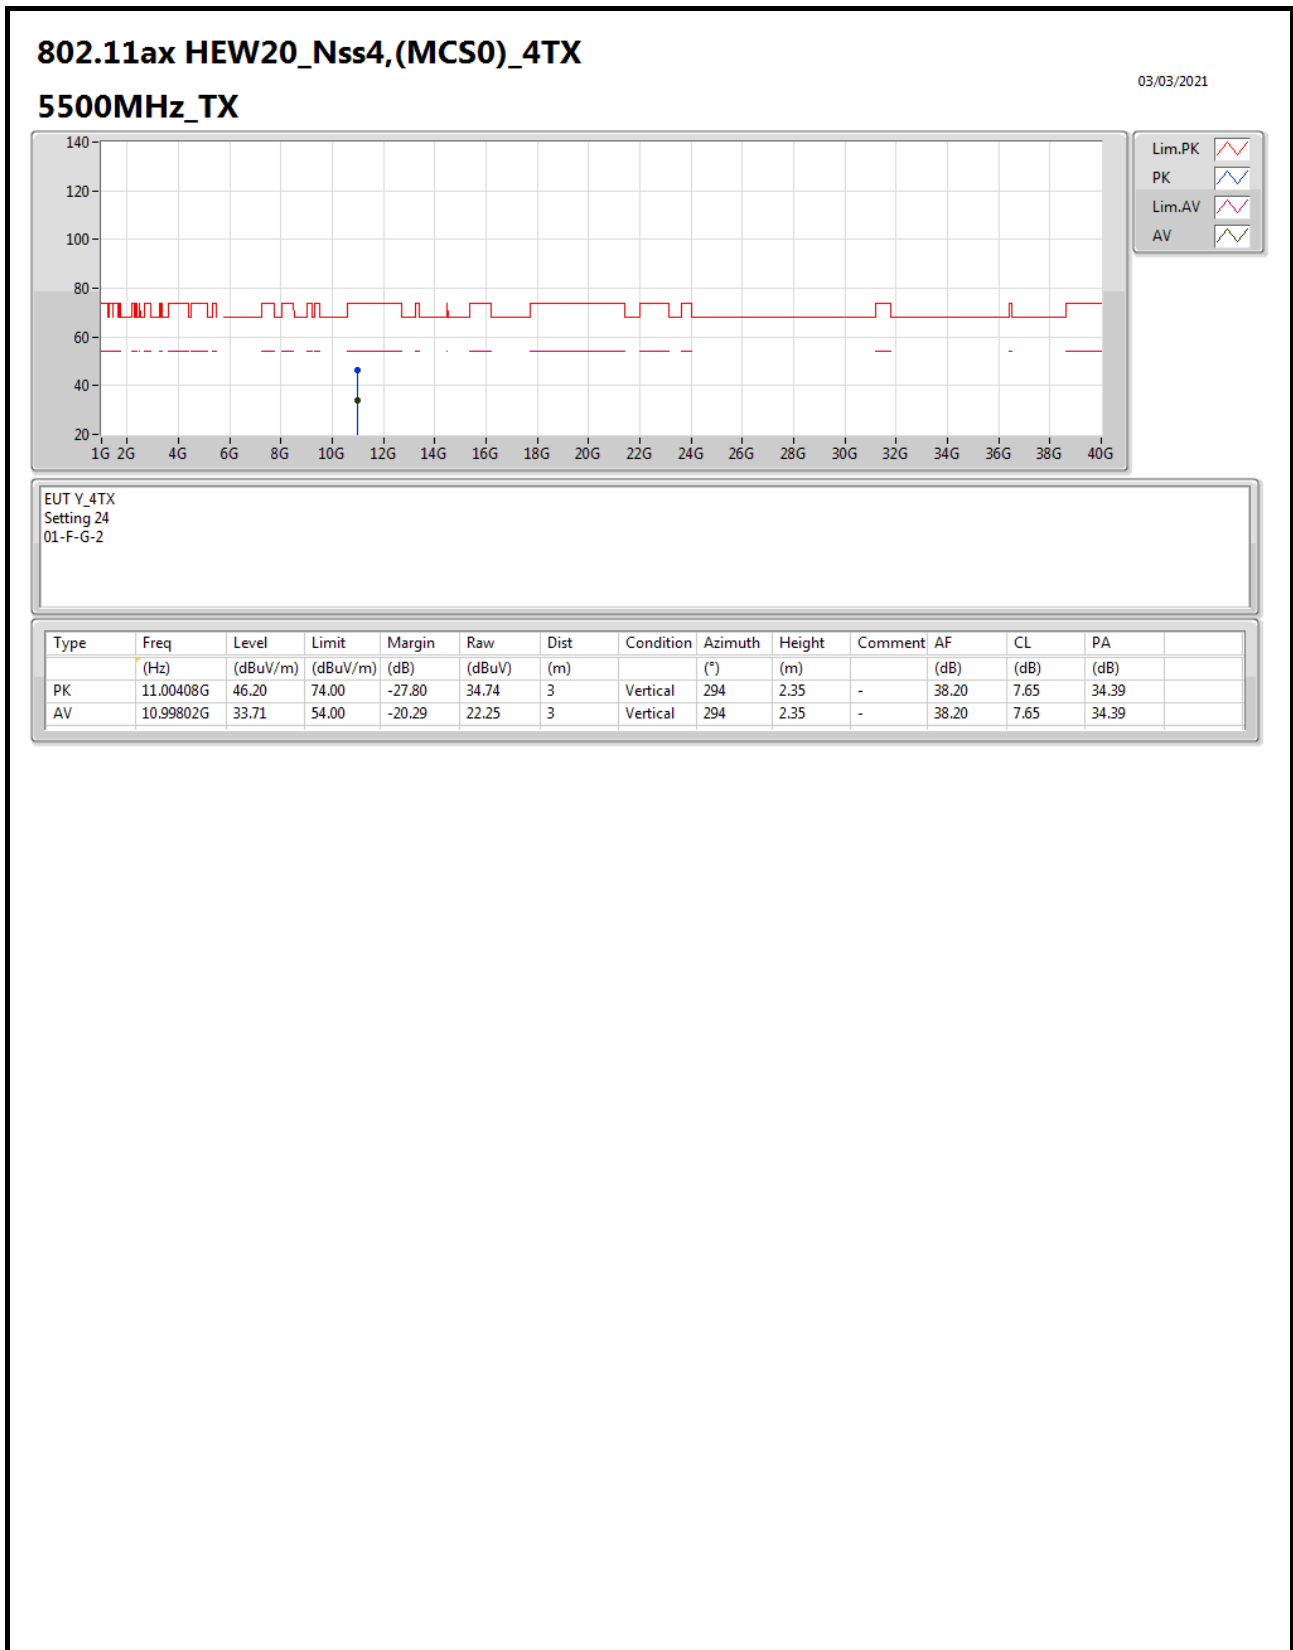 802.11ax HEW20_Nss4,(MCS0)_4TX
03/03/2021
5500MHz_TX
140
120
100
80
60
40
20
1G 2G 4G 6G 8G 10G 12G 14G 16G 18G 20G 22G 24G 26G 28G 30G 32G 34G 36G 38G 40G
Lim.PK
PK
Lim.AV
AV
EUT Y_4TX
Setting 24
01-F-G-2
Type Freq Level Limit Margin Raw Dist Condition Azimuth Height Comment AF CL PA
(Hz) (dBuV/m) (dBuV/m) (dB) (dBuV) (m) (°) (m) (dB) (dB) (dB)
PK 11.00408G 46.20 74.00 -27.80 34.74 3 Vertical 294 2.35 - 38.20 7.65 34.39
AV 10.99802G 33.71 54.00 -20.29 22.25 3 Vertical 294 2.35 - 38.20 7.65 34.39